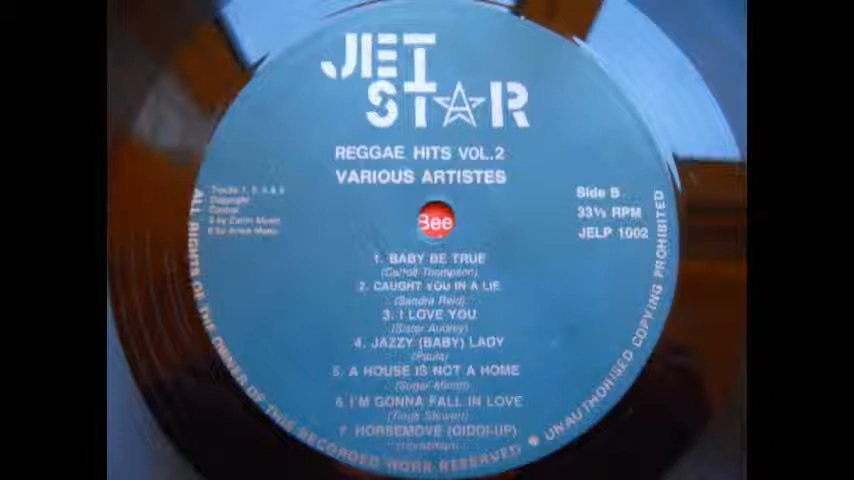 JET
STAR
REGGAE HITS VOL.2
VARIOUS ARTISTES
Side B
33⅓ RPM
JELP 1002
Copyright
Control
Bee
1. BABY BE TRUE
(Carroll Thompson)
2. CAUGHT YOU IN A LIE
(Sandra Reid)
3. I LOVE YOU
(Sister Audrey)
4. JAZZY (BABY) LADY
(Paula)
5. A HOUSE IS NOT A HOME
(Sugar Minott)
6. I'M GONNA FALL IN LOVE
(Tinga Stewart)
7. HORSEMOVE (GIDDI-UP)
ALL RIGHTS OF THE OWNER OF THIS RECORDED WORK RESERVED ● UNAUTHORISED COPYING PROHIBITED